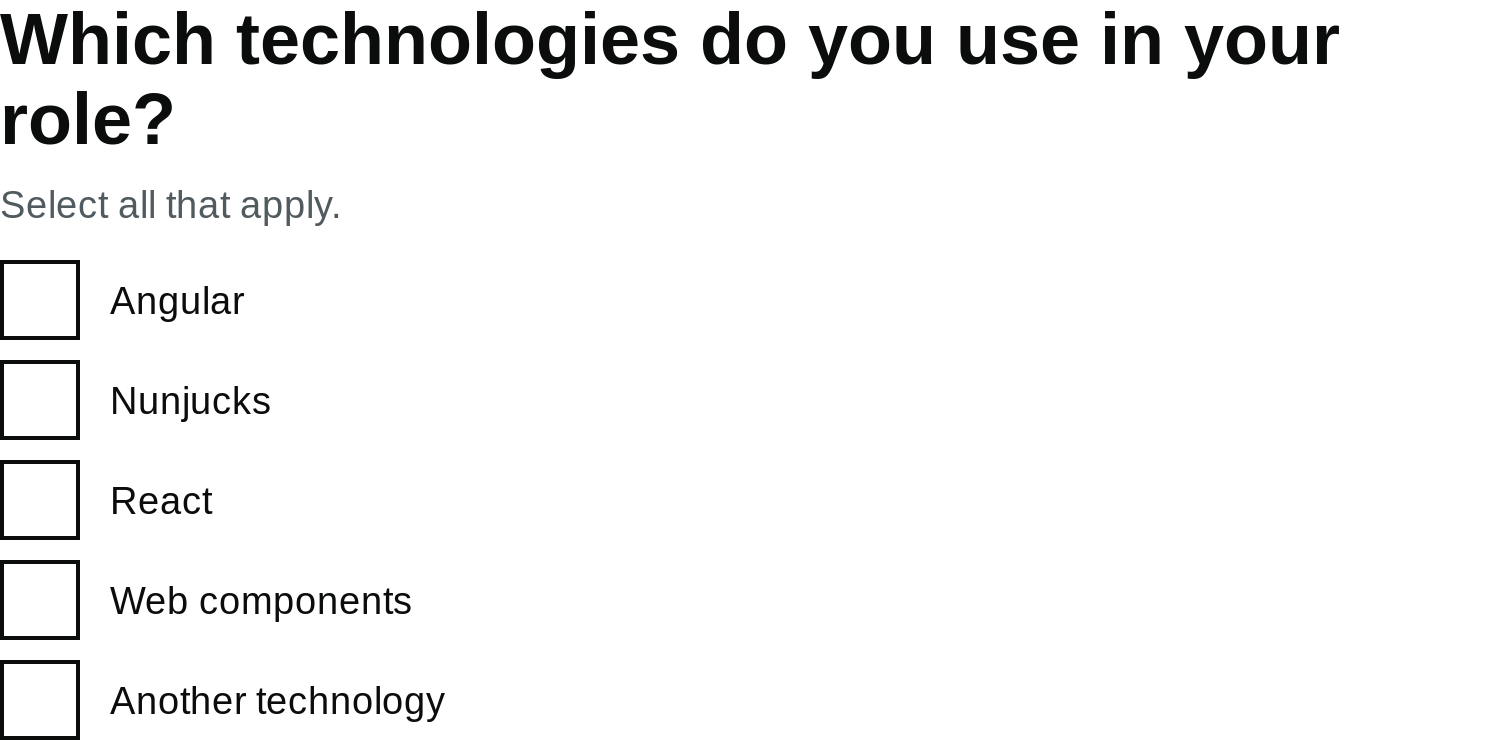 Which technologies do you use in your
role?
Select all that apply.
Angular
Nunjucks
React
Web components
Another technology